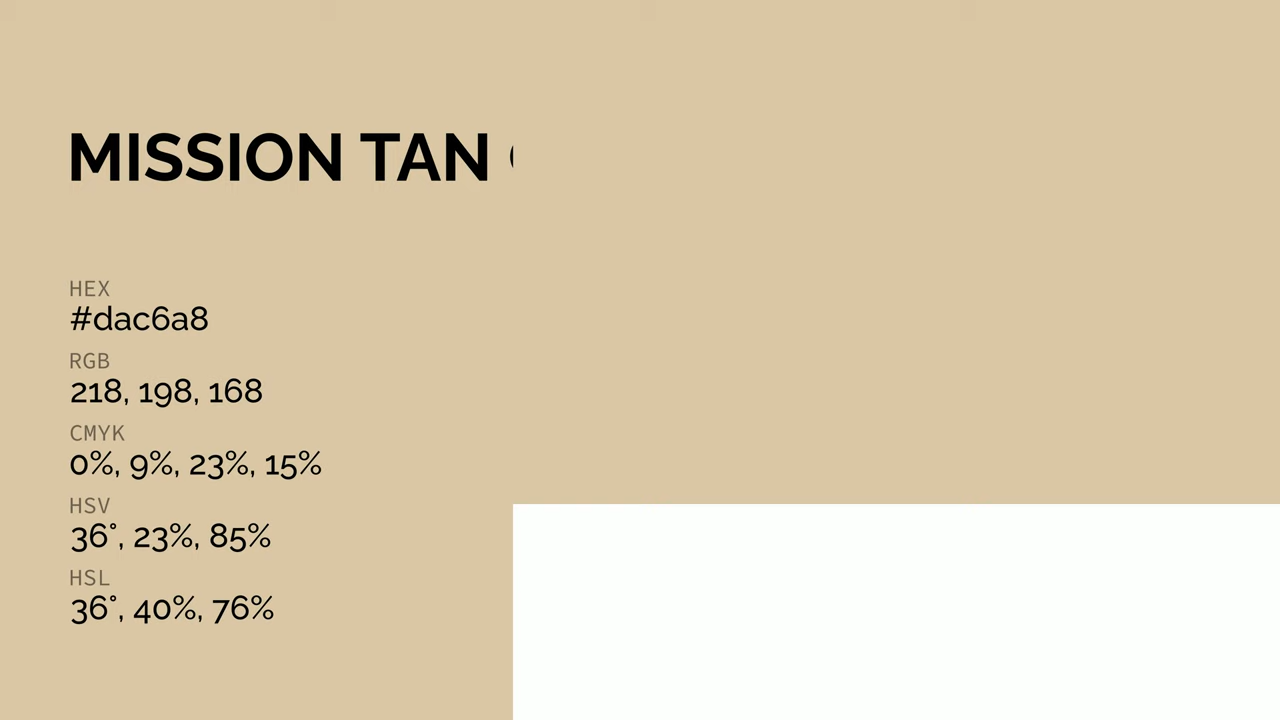 MISSION TAN
HEX
#dac6a8
RGB
218, 198, 168
CMYK
0%, 9%, 23%, 15%
HSV
36°, 23%, 85%
HSL
36°, 40%, 76%